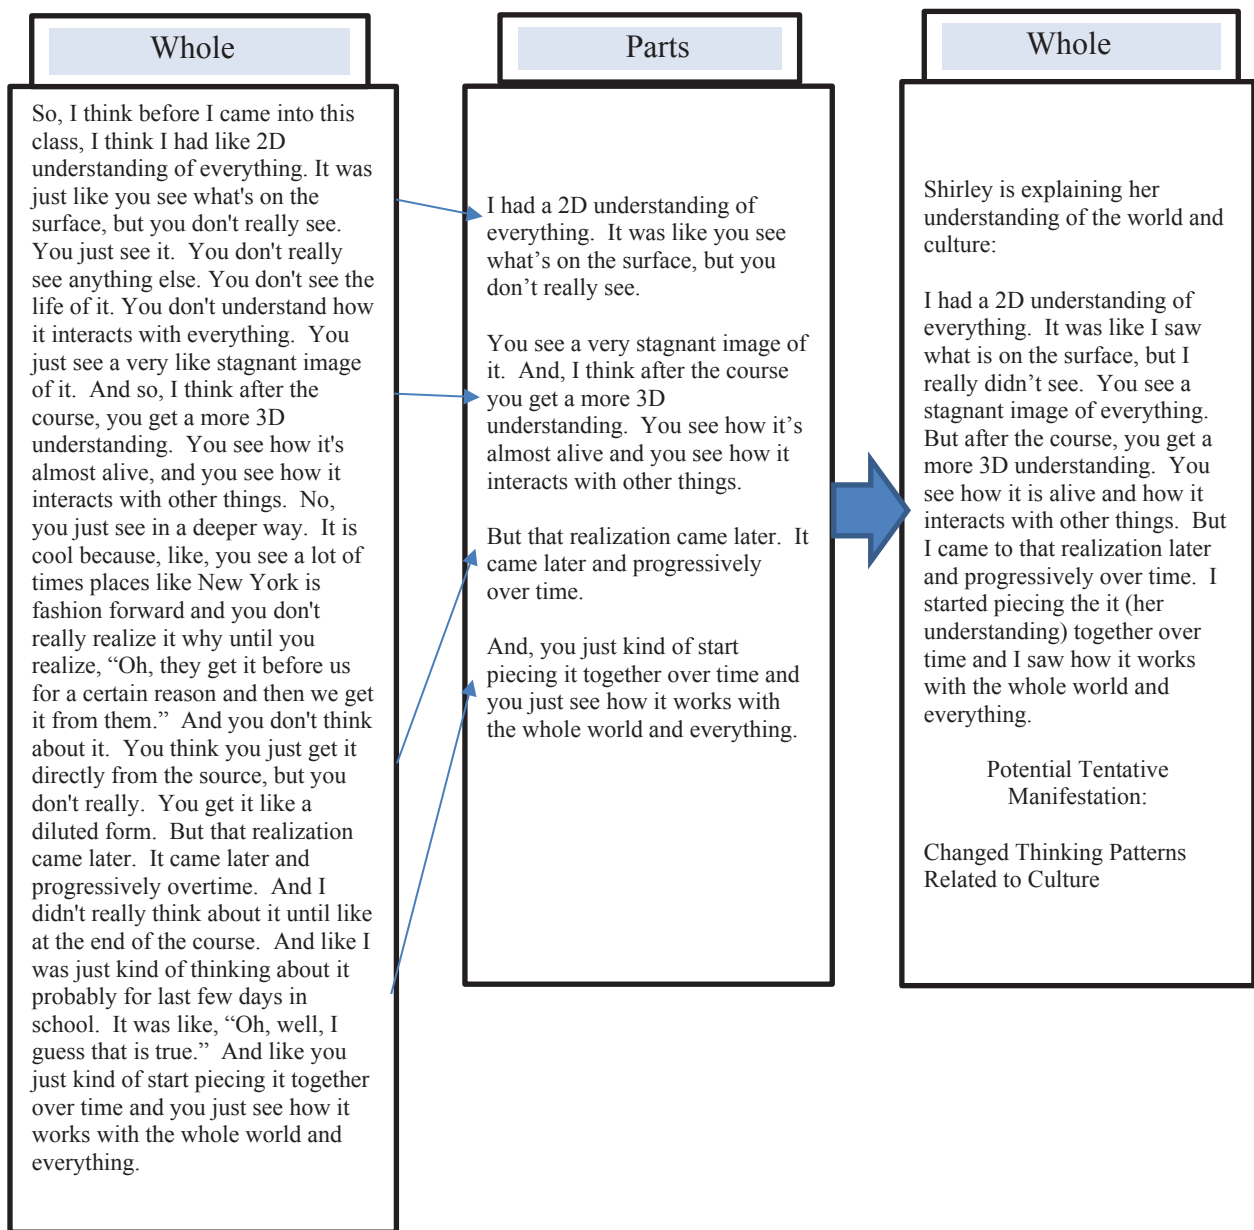 Whole
So, I think before I came into this
class, I think I had like 2D
understanding of everything. It was
just like you see what's on the
surface, but you don't really see.
You just see it.  You don't really
see anything else. You don't see the
life of it. You don't understand how
it interacts with everything.  You
just see a very like stagnant image
of it.  And so, I think after the
course, you get a more 3D
understanding.  You see how it's
almost alive, and you see how it
interacts with other things.  No,
you just see in a deeper way.  It is
cool because, like, you see a lot of
times places like New York is
fashion forward and you don't
really realize it why until you
realize, “Oh, they get it before us
for a certain reason and then we get
it from them.”  And you don't think
about it.  You think you just get it
directly from the source, but you
don't really.  You get it like a
diluted form.  But that realization
came later.  It came later and
progressively overtime.  And I
didn't really think about it until like
at the end of the course.  And like I
was just kind of thinking about it
probably for last few days in
school.  It was like, “Oh, well, I
guess that is true.”  And like you
just kind of start piecing it together
over time and you just see how it
works with the whole world and
everything.
Parts
I had a 2D understanding of
everything.  It was like you see
what’s on the surface, but you
don’t really see.
You see a very stagnant image of
it.  And, I think after the course
you get a more 3D
understanding.  You see how it’s
almost alive and you see how it
interacts with other things.
But that realization came later.  It
came later and progressively
over time.
And, you just kind of start
piecing it together over time and
you just see how it works with
the whole world and everything.
Whole
Shirley is explaining her
understanding of the world and
culture:
I had a 2D understanding of
everything.  It was like I saw
what is on the surface, but I
really didn’t see.  You see a
stagnant image of everything.
But after the course, you get a
more 3D understanding.  You
see how it is alive and how it
interacts with other things.  But
I came to that realization later
and progressively over time.  I
started piecing the it (her
understanding) together over
time and I saw how it works
with the whole world and
everything.
Potential Tentative
Manifestation:
Changed Thinking Patterns
Related to Culture